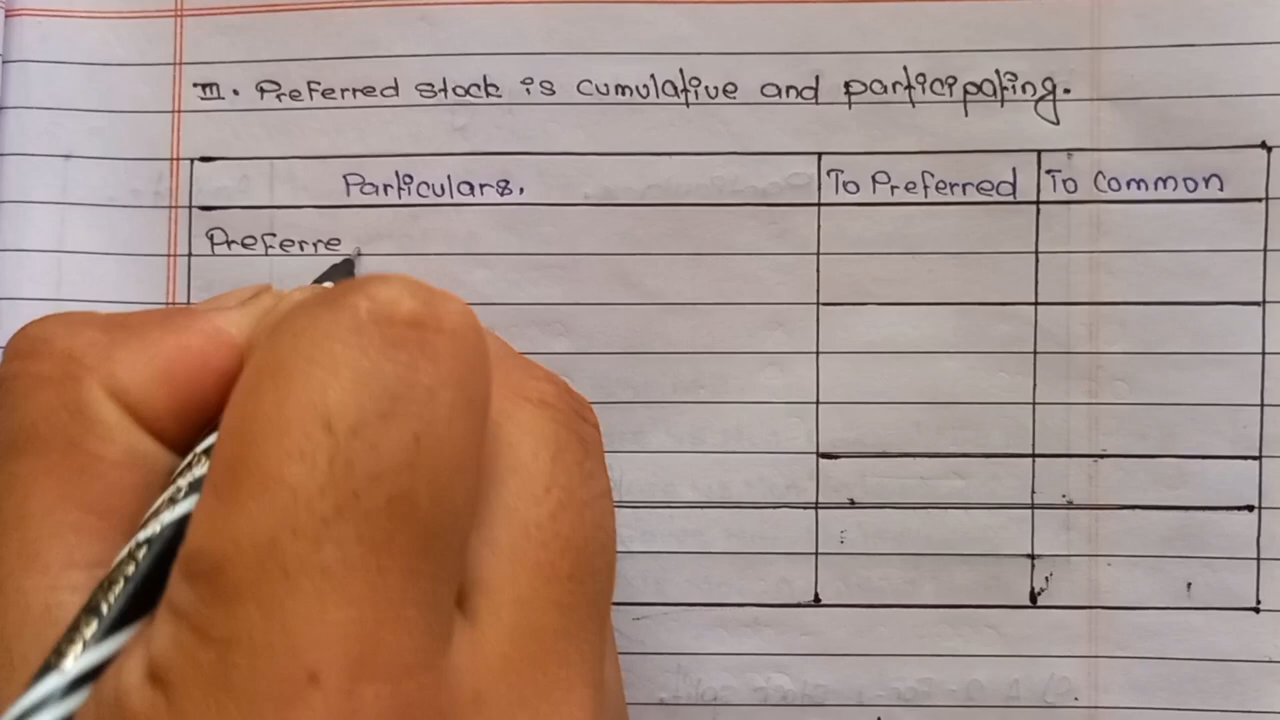 III. Preferred stock is cumulative and participating.
Particulars. To Preferred To Common
Preferre